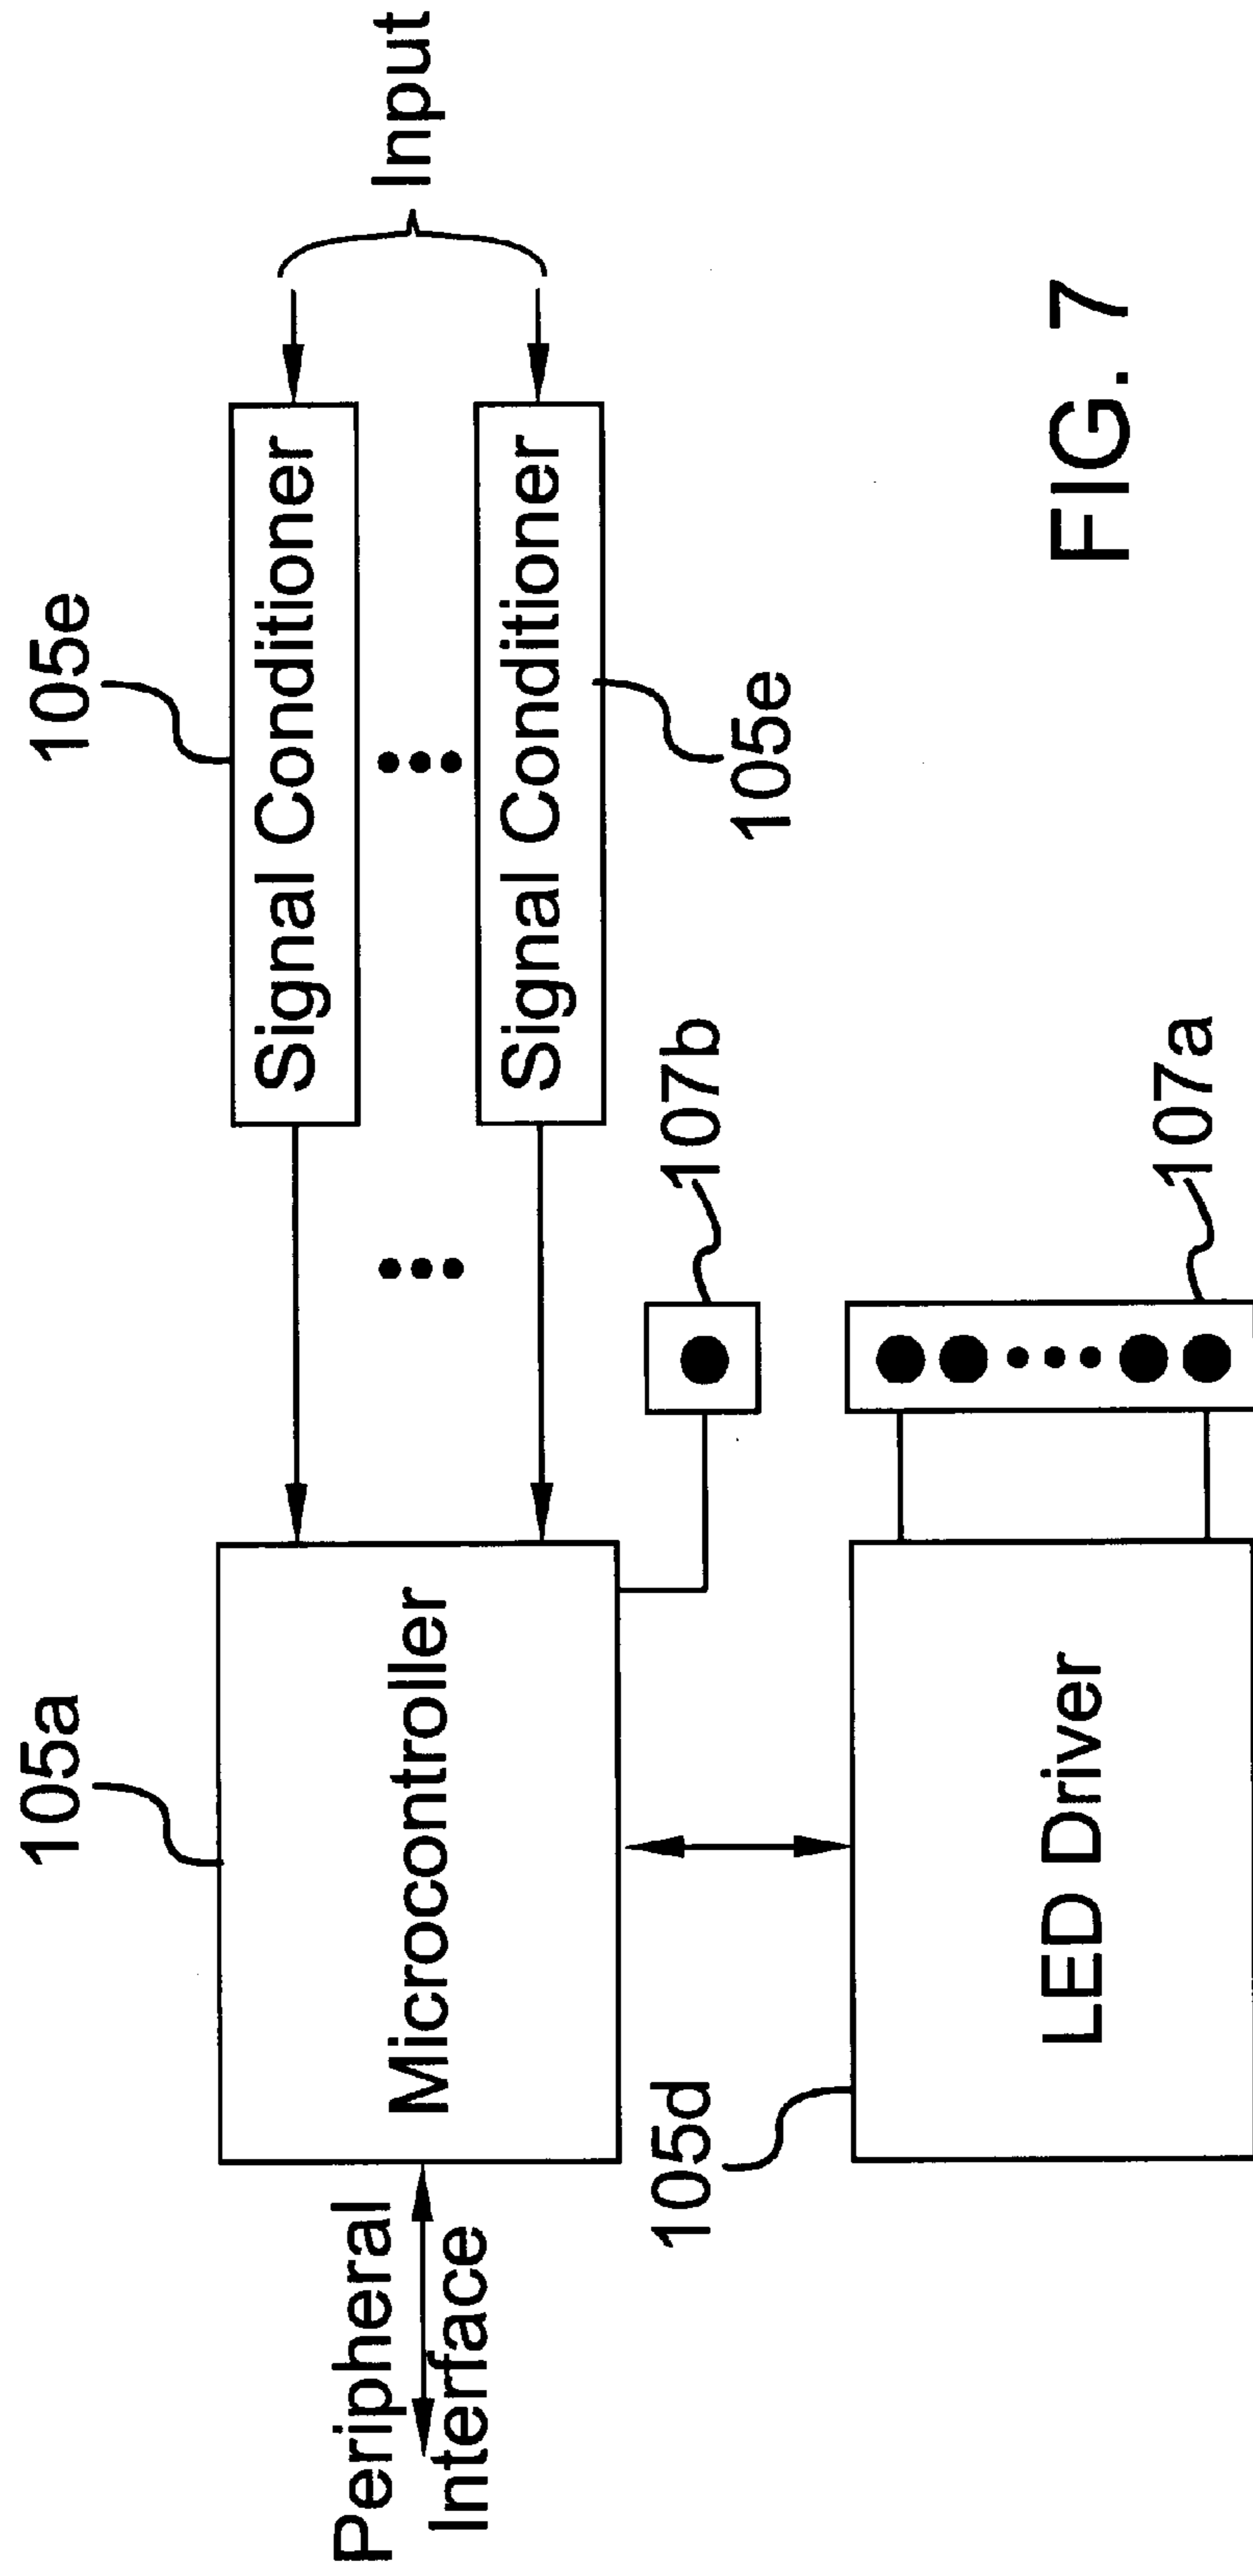 105a
105e
Peripheral
Interface
Microcontroller
Signal Conditioner
Signal Conditioner
Input
105e
107b
105d
LED Driver
107a
FIG. 7